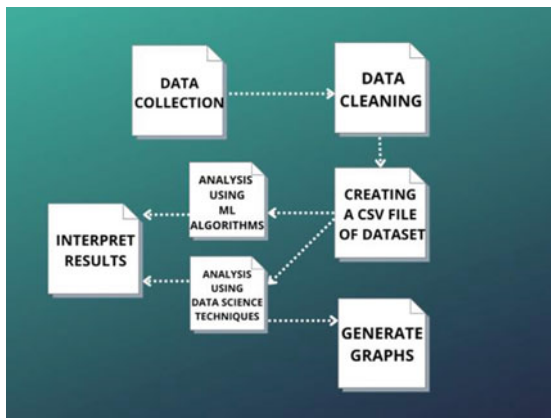 DATA
COLLECTION
DATA
CLEANING
CREATING
A CSV FILE
OF DATASET
ANALYSIS
USING
ML
ALGORITHMS
ANALYSIS
USING
DATA SCIENCE
TECHNIQUES
INTERPRET
RESULTS
GENERATE
GRAPHS